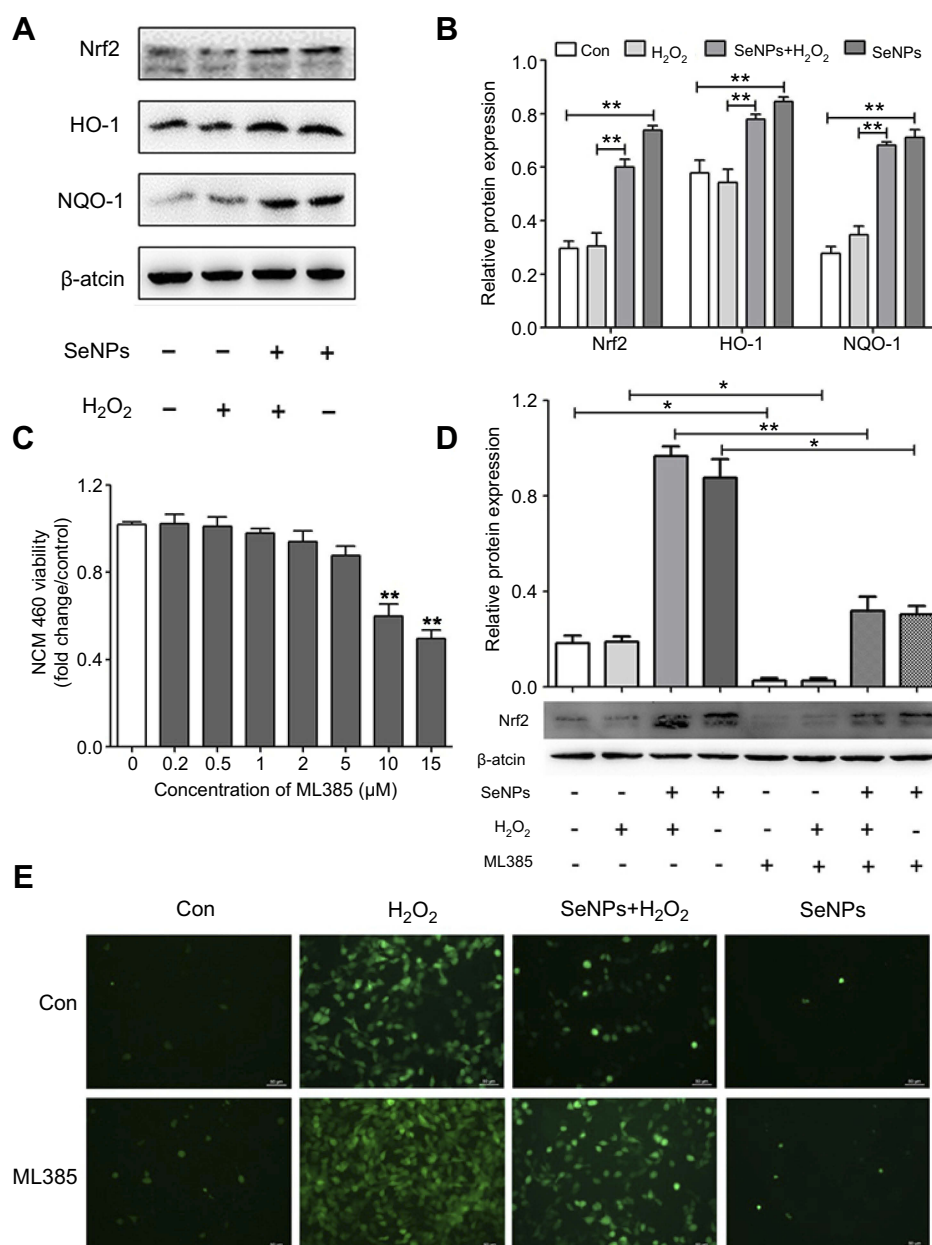 A
Nrf2
HO-1
NQO-1
β-atcin
SeNPs − − + +
H₂O₂ − + + −
B
Con H₂O₂ SeNPs+H₂O₂ SeNPs
Relative protein expression
1.0
0.8
0.6
0.4
0.2
0.0
** ** ** ** ** **
Nrf2 HO-1 NQO-1
C
NCM 460 viability
(fold change/control)
1.2
0.8
0.4
0.0
** **
0 0.2 0.5 1 2 5 10 15
Concentration of ML385 (µM)
D
Relative protein expression
1.2
0.8
0.4
0.0
*
*
**
*
Nrf2
β-atcin
SeNPs - - + + - - + +
H₂O₂ - + + - - + + -
ML385 - - - - + + + +
E
Con H₂O₂ SeNPs+H₂O₂ SeNPs
Con
ML385